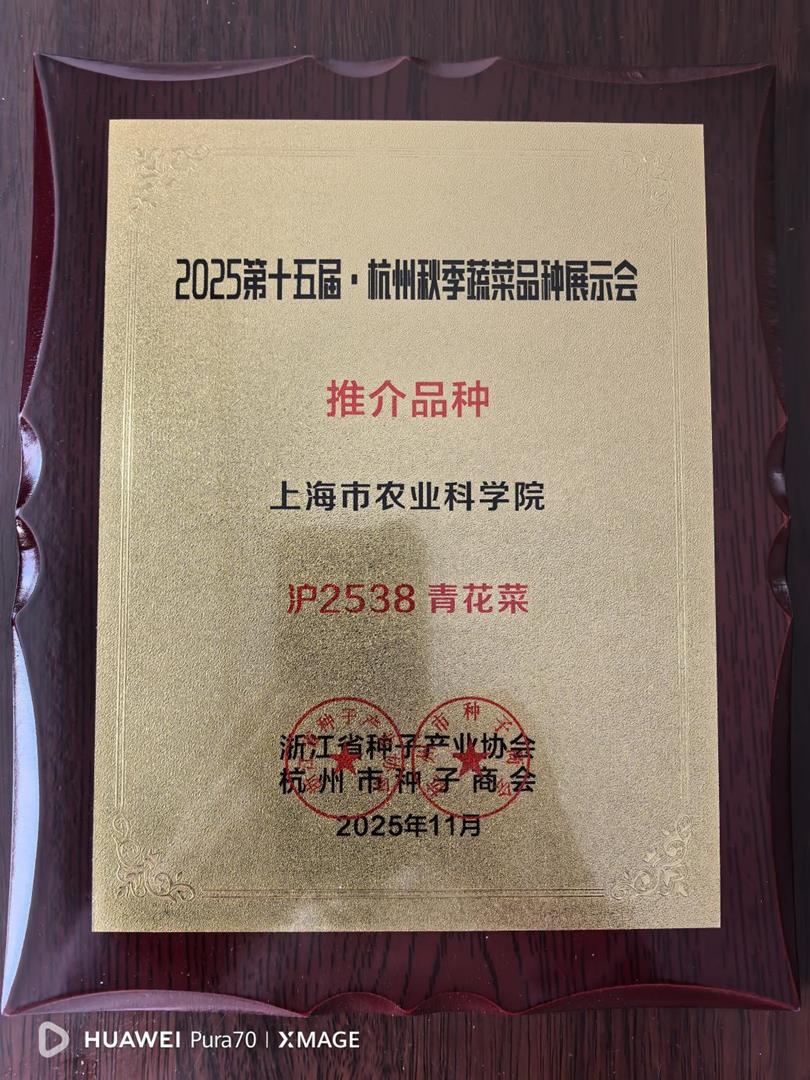 2025第十五届·杭州秋季蔬菜品种展示会
推介品种
上海市农业科学院
沪2538 青花菜
浙江省种子产业协会
杭州市种子商会
2025年11月
HUAWEI Pura70 | XMAGE